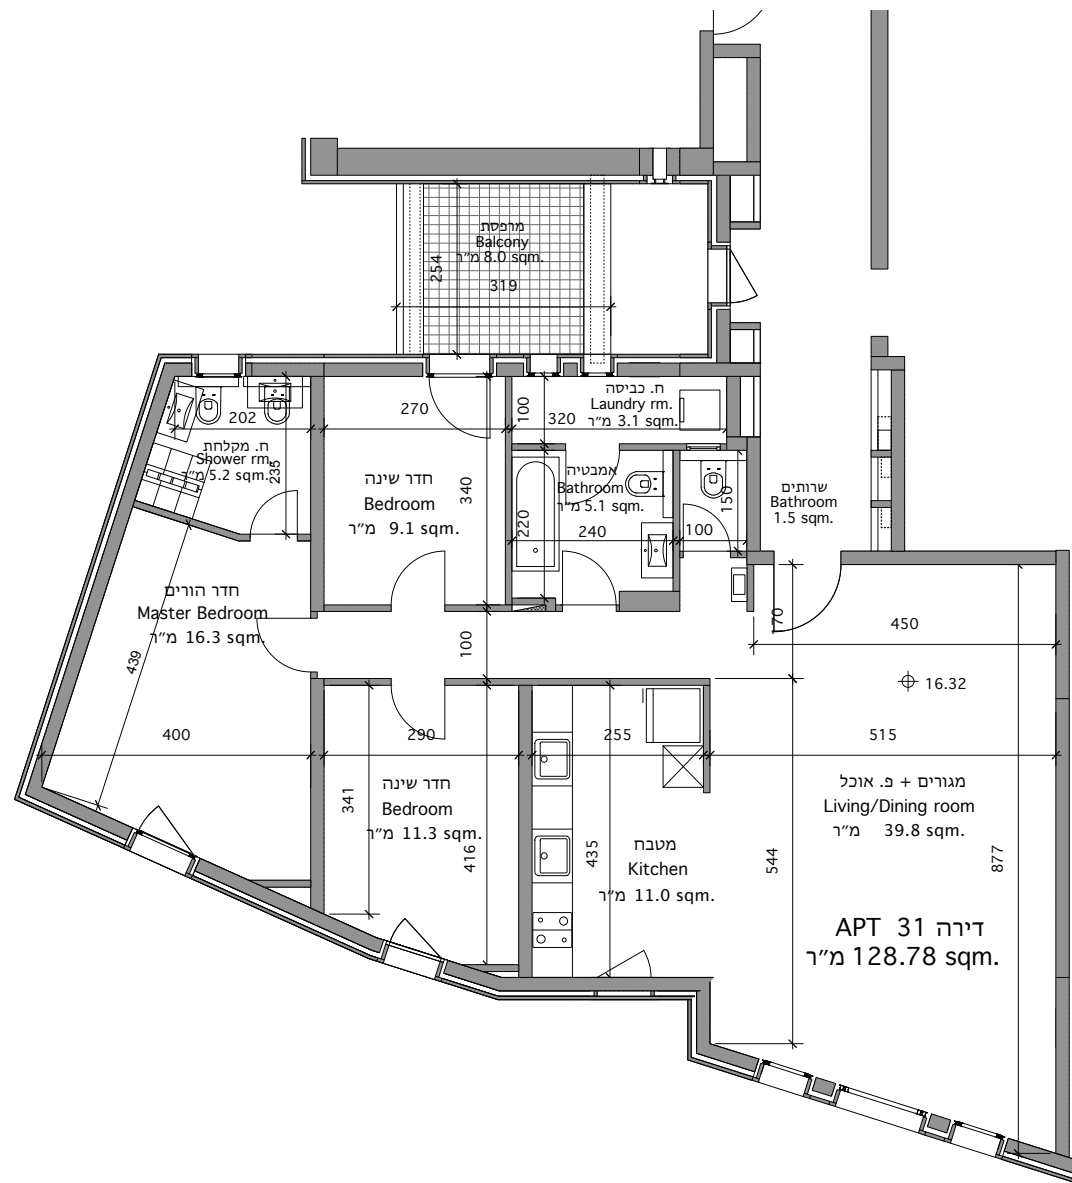 מרפסת
Balcony
מ״ר 8.0 sqm.
254
319
ח. כביסה
Laundry rm.
מ״ר 3.1 sqm.
100
320
270
202
ח. מקלחת
Shower rm.
מ״ר 5.2 sqm.
235
חדר שינה
Bedroom
מ״ר 9.1 sqm.
340
אמבטיה
Bathroom
מ״ר 5.1 sqm.
220
240
150
100
שרותים
Bathroom
1.5 sqm.
חדר הורים
Master Bedroom
מ״ר 16.3 sqm.
439
400
100
170
450
16.32
290
חדר שינה
Bedroom
מ״ר 11.3 sqm.
341
416
255
435
מטבח
Kitchen
מ״ר 11.0 sqm.
515
מגורים + פ. אוכל
Living/Dining room
מ״ר 39.8 sqm.
544
877
דירה APT 31
מ״ר 128.78 sqm.